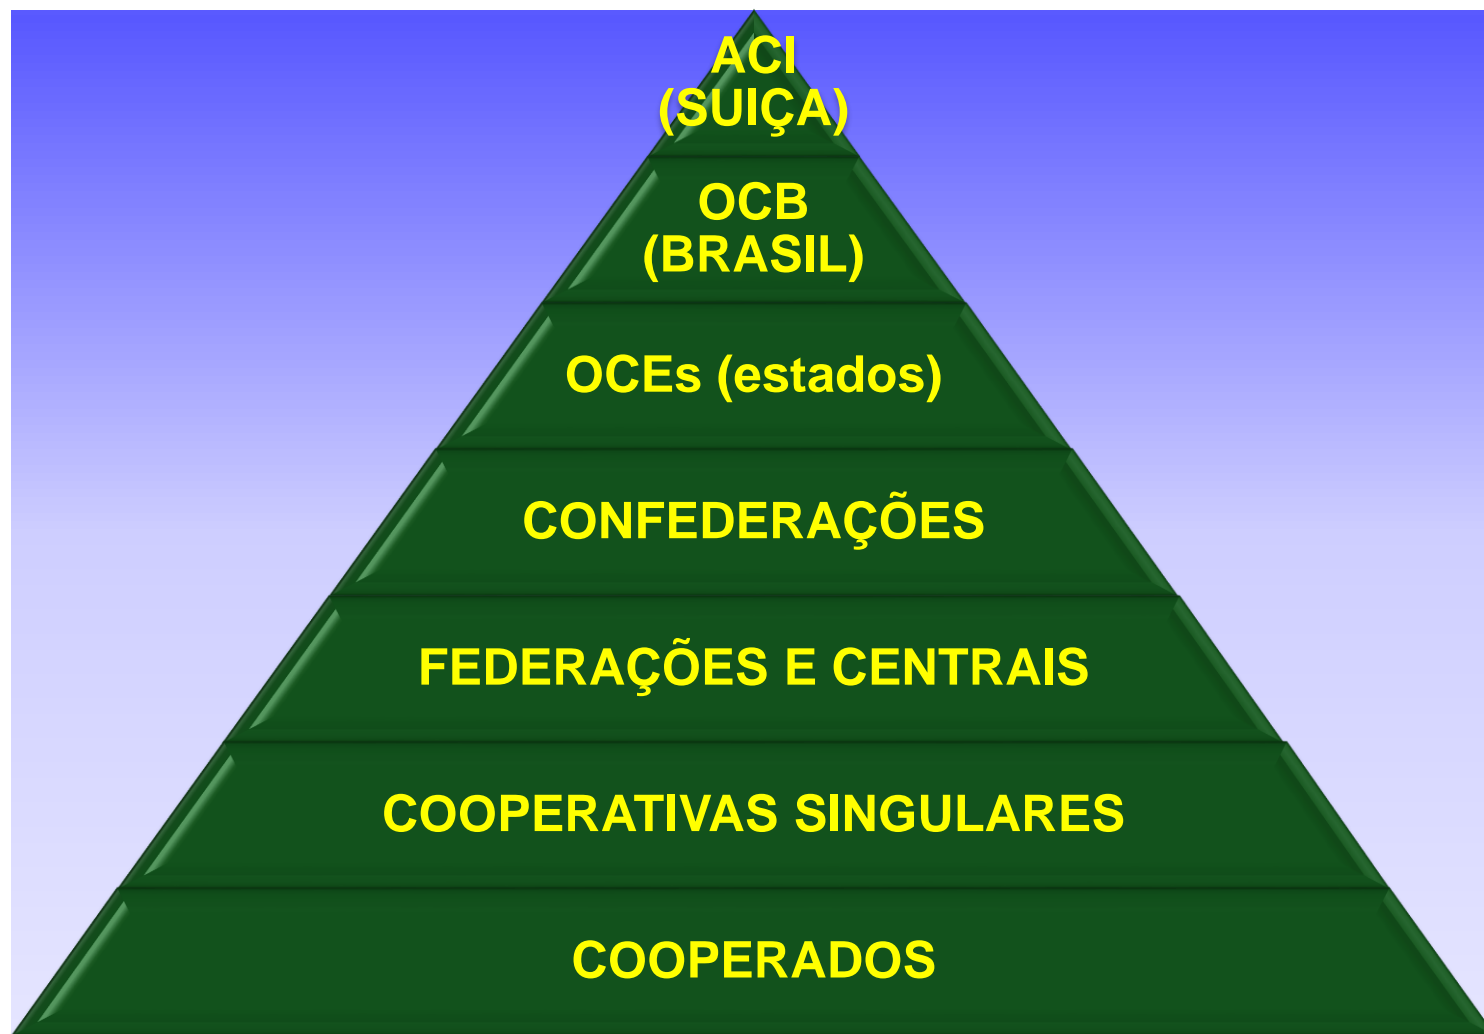 ACI
(SUIÇA)
OCB
(BRASIL)
OCEs (estados)
CONFEDERAÇÕES
FEDERAÇÕES E CENTRAIS
COOPERATIVAS SINGULARES
COOPERADOS